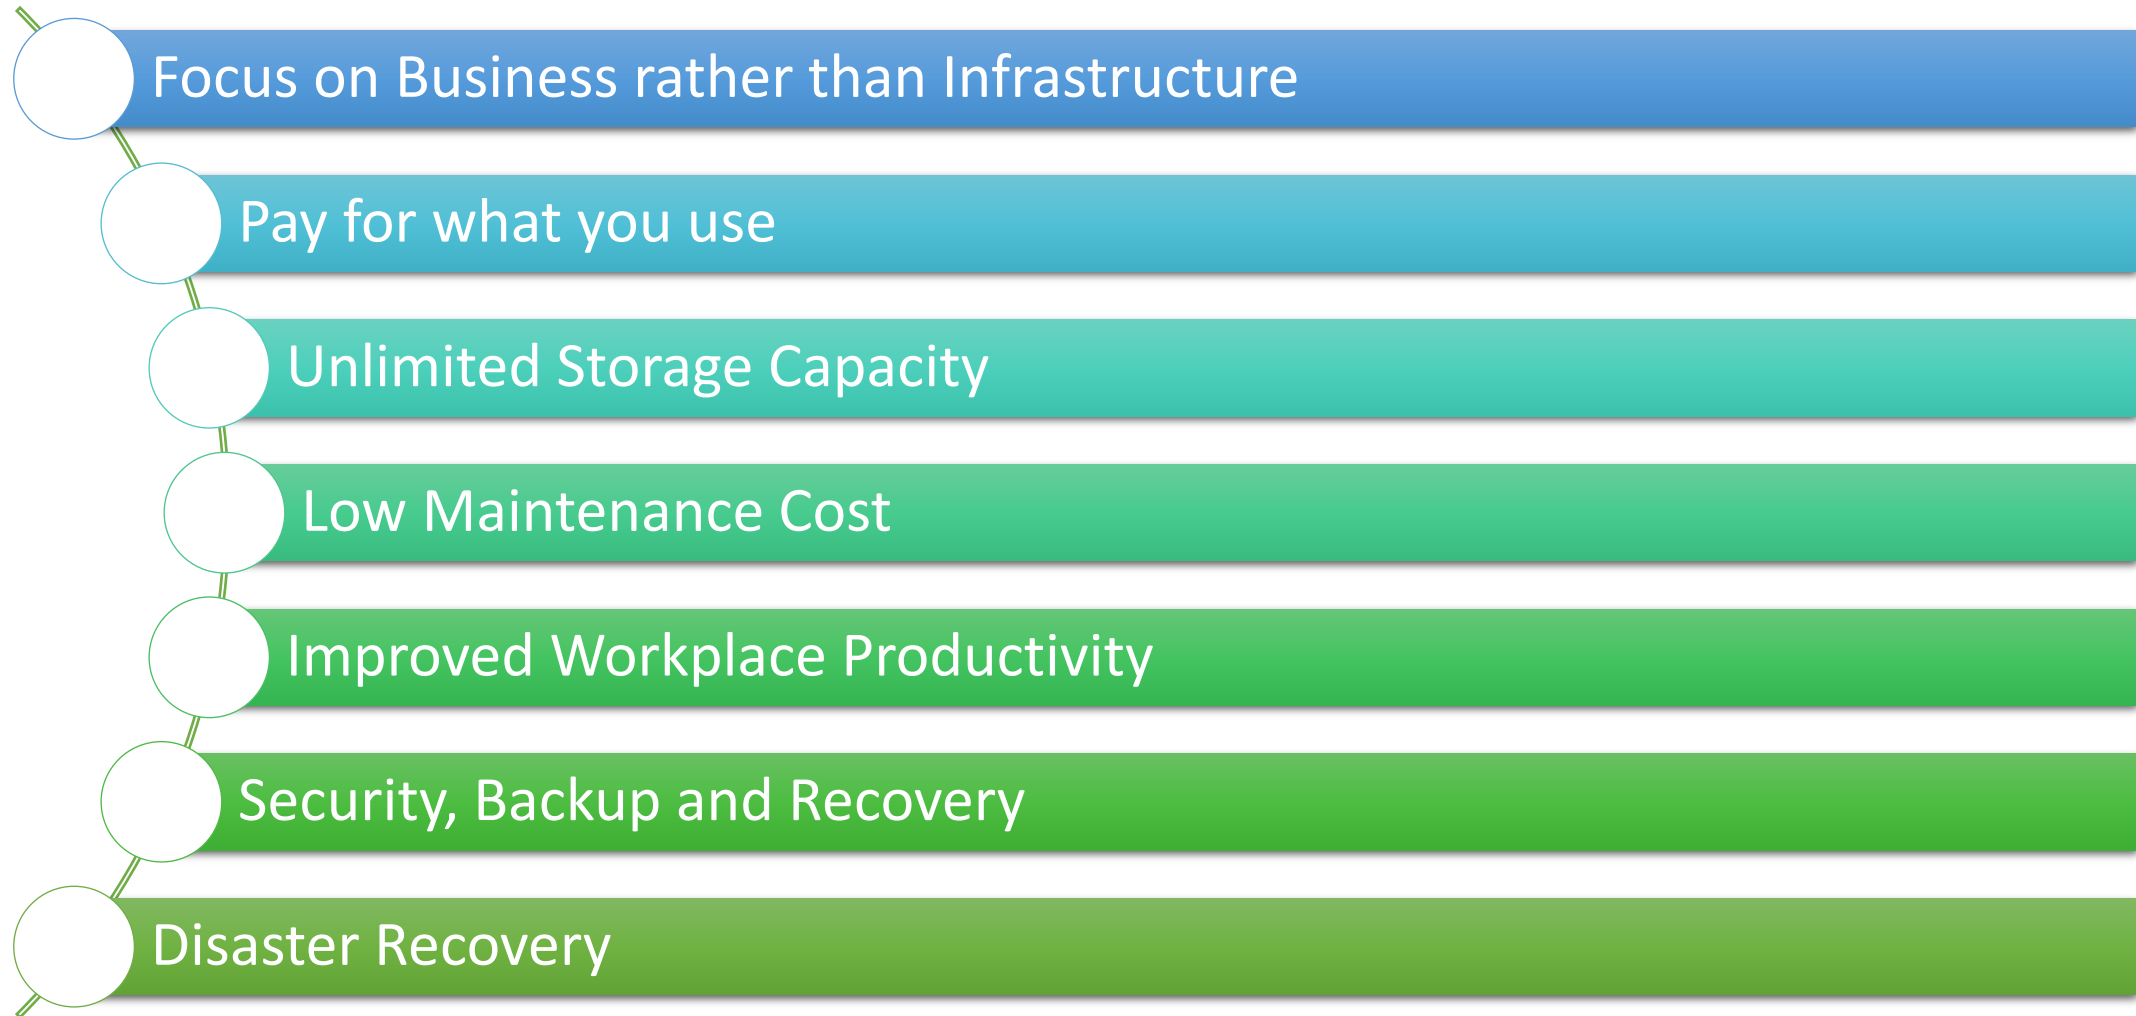 Focus on Business rather than Infrastructure
Pay for what you use
Unlimited Storage Capacity
Low Maintenance Cost
Improved Workplace Productivity
Security, Backup and Recovery
Disaster Recovery